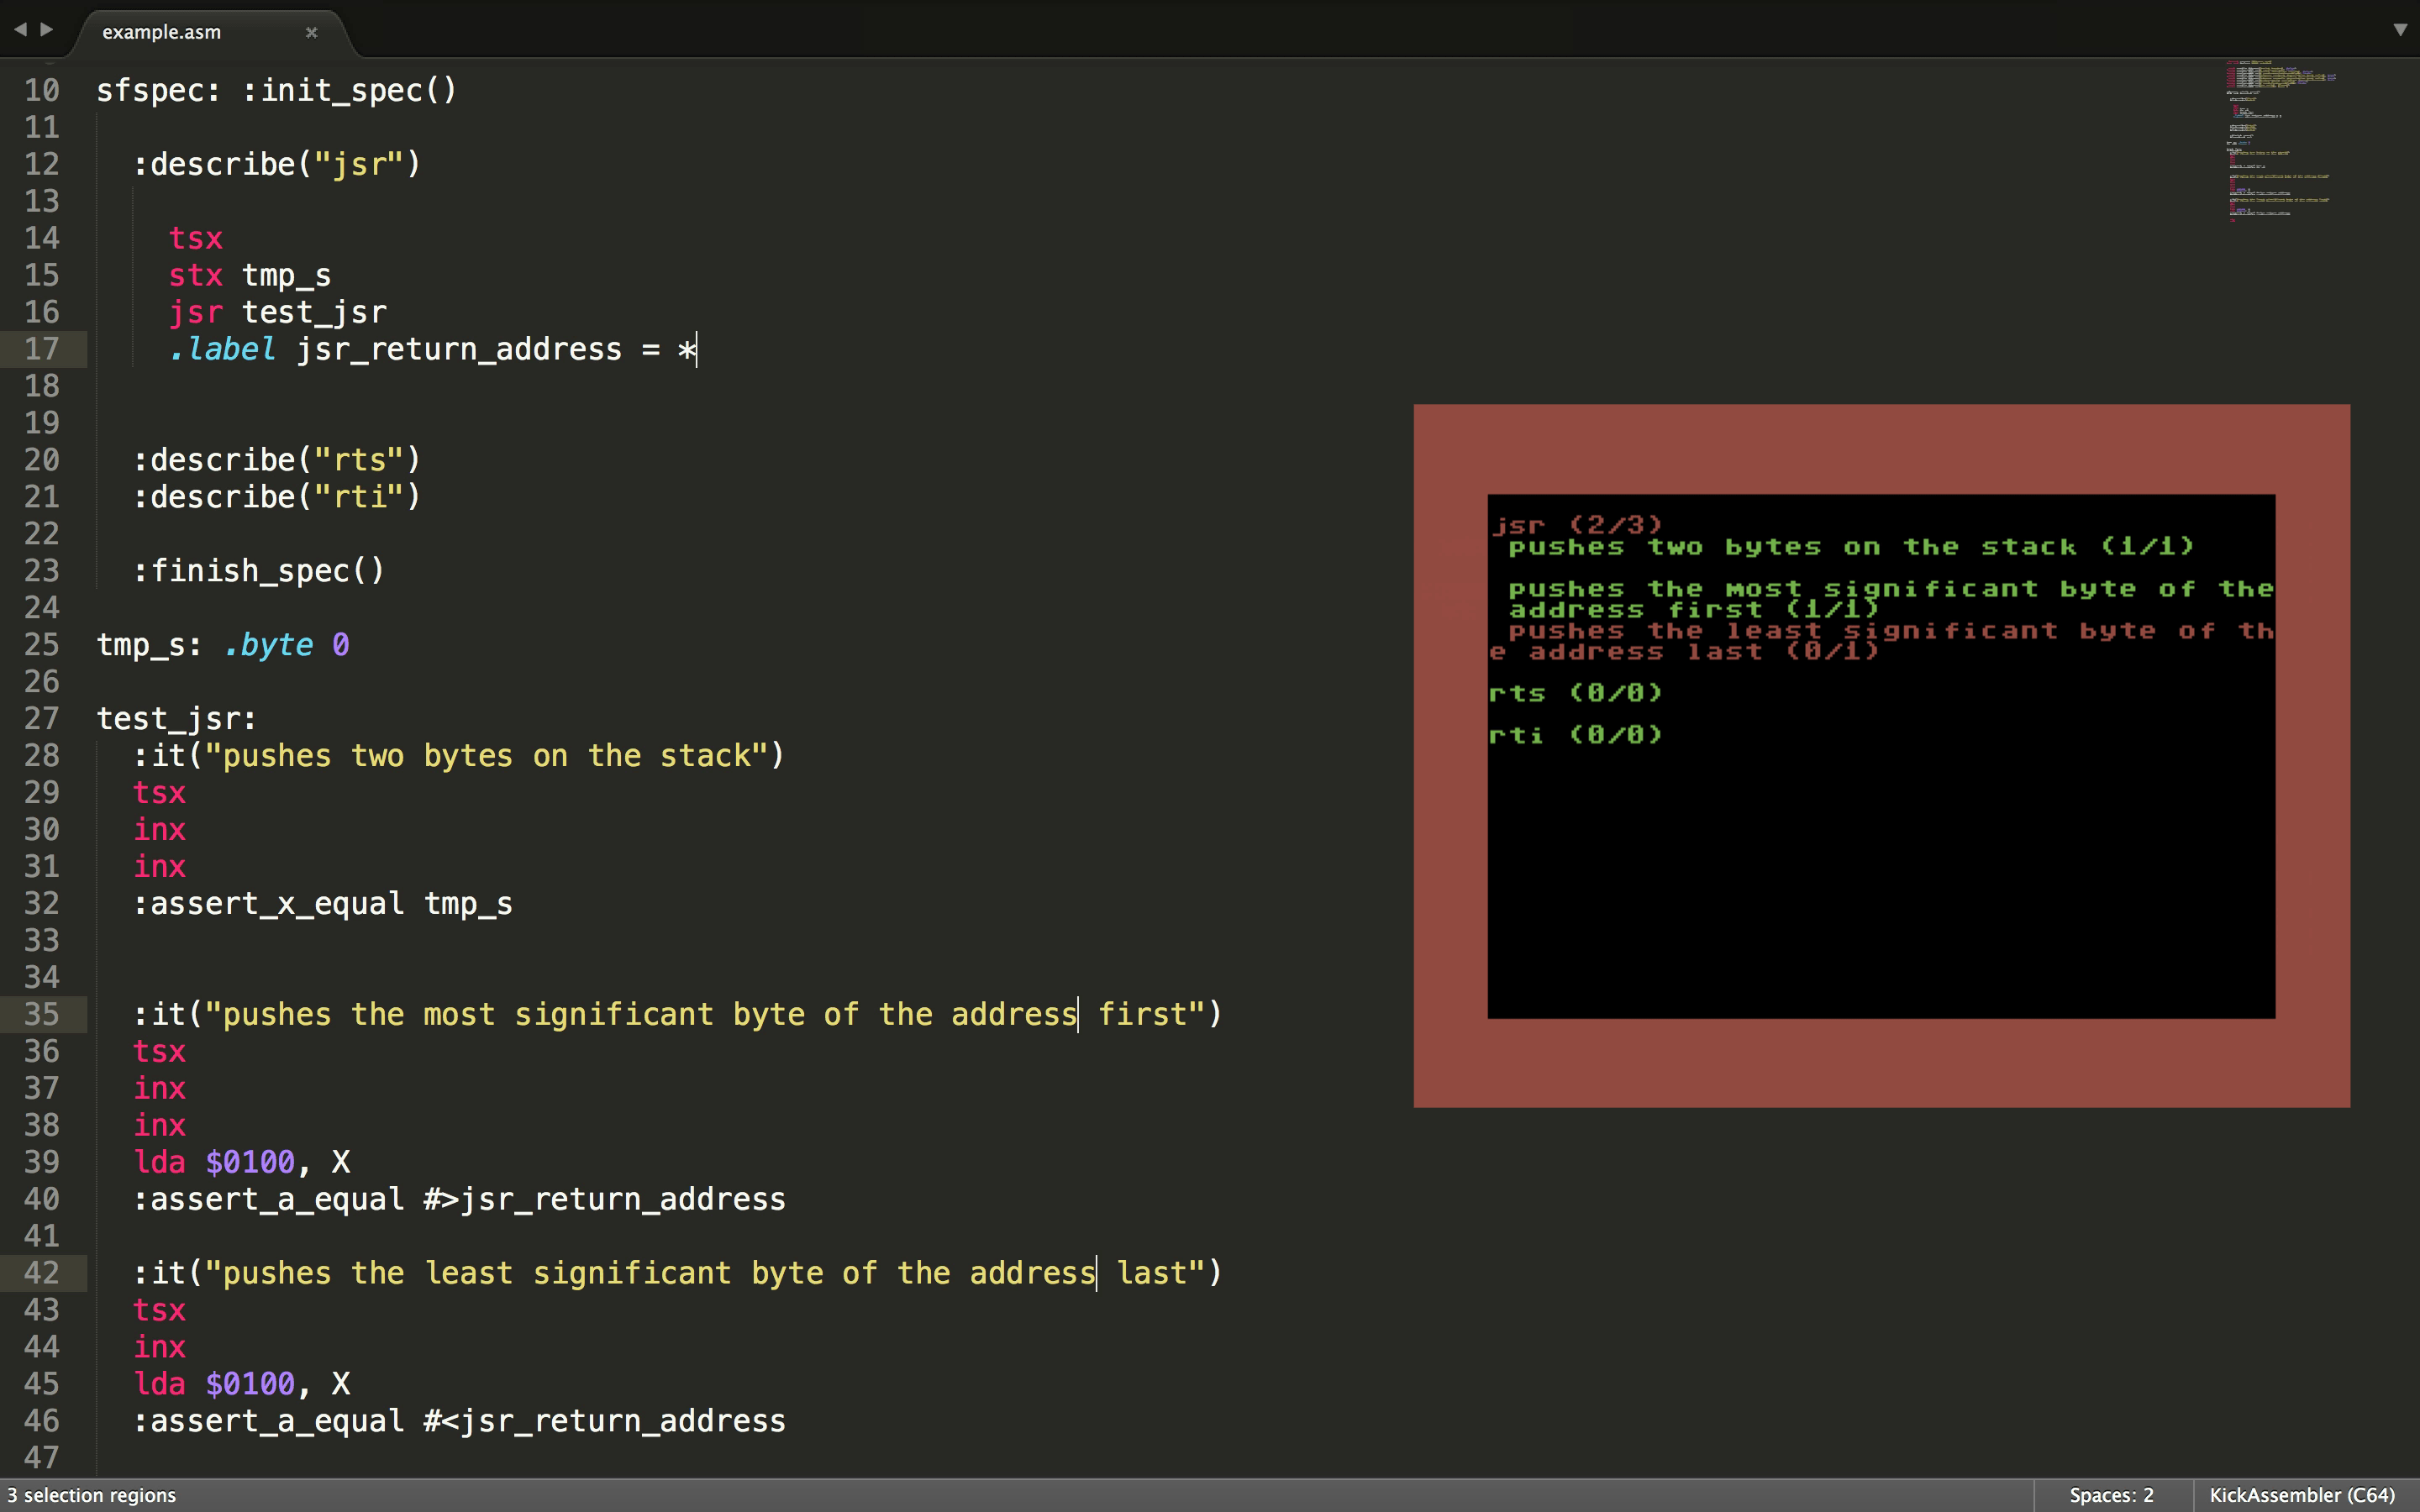 example.asm ×
10 sfspec: :init_spec()
11
12 :describe("jsr")
13
14 tsx
15 stx tmp_s
16 jsr test_jsr
17 .label jsr_return_address = *
18
19
20 :describe("rts")
21 :describe("rti")
22
23 :finish_spec()
24
25 tmp_s: .byte 0
26
27 test_jsr:
28 :it("pushes two bytes on the stack")
29 tsx
30 inx
31 inx
32 :assert_x_equal tmp_s
33
34
35 :it("pushes the most significant byte of the address first")
36 tsx
37 inx
38 inx
39 lda $0100, X
40 :assert_a_equal #>jsr_return_address
41
42 :it("pushes the least significant byte of the address last")
43 tsx
44 inx
45 lda $0100, X
46 :assert_a_equal #<jsr_return_address
47
jsr (2/3)
pushes two bytes on the stack (1/1)
pushes the most significant byte of the
address first (1/1)
pushes the least significant byte of th
e address last (0/1)
rts (0/0)
rti (0/0)
3 selection regions
Spaces: 2
KickAssembler (C64)